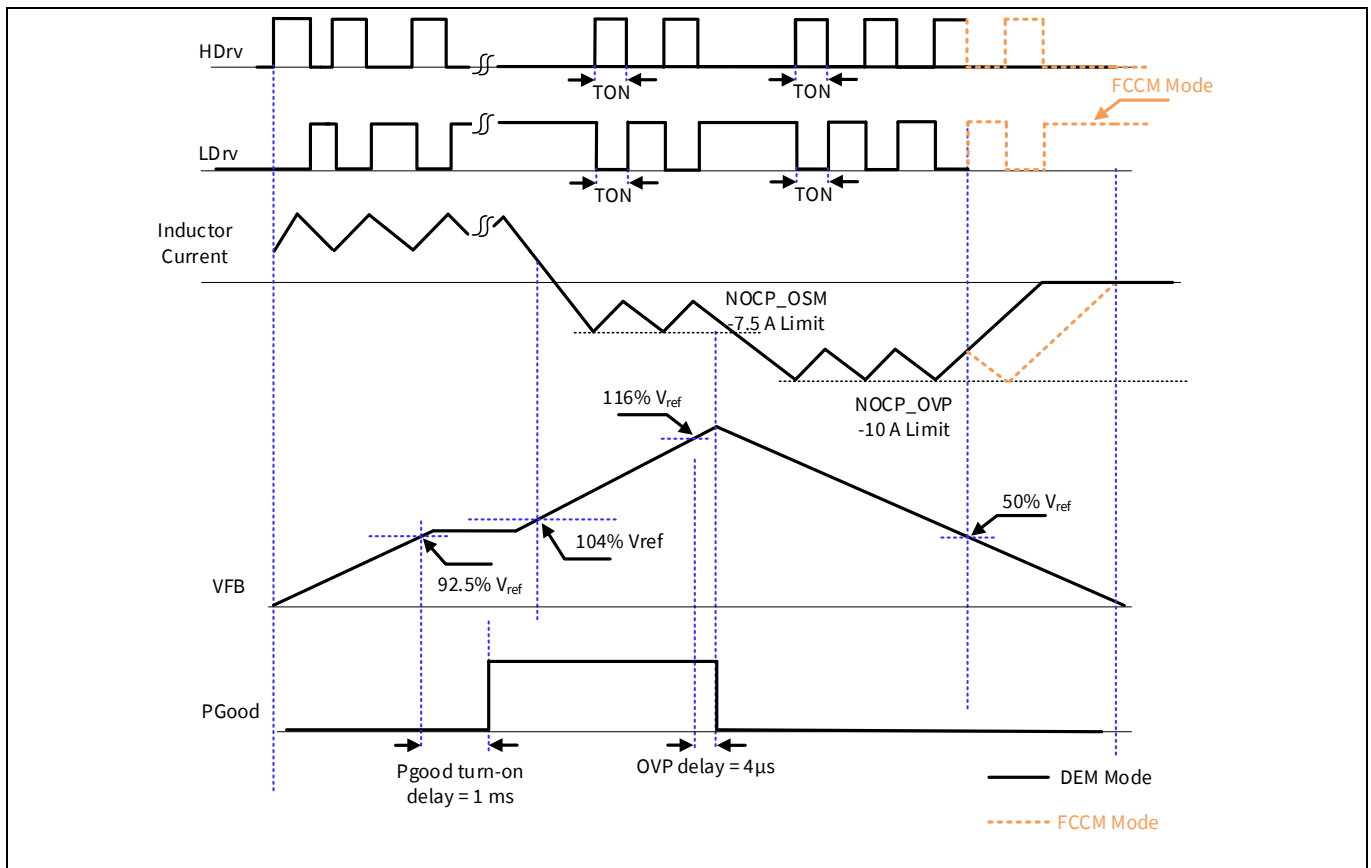 HDrv
TON
TON
FCCM Mode
LDrv
TON
TON
Inductor
Current
NOCP_OSM
-7.5 A Limit
NOCP_OVP
-10 A Limit
116% Vref
50% Vref
104% Vref
92.5% Vref
VFB
PGood
Pgood turn-on
delay = 1 ms
OVP delay = 4µs
DEM Mode
FCCM Mode